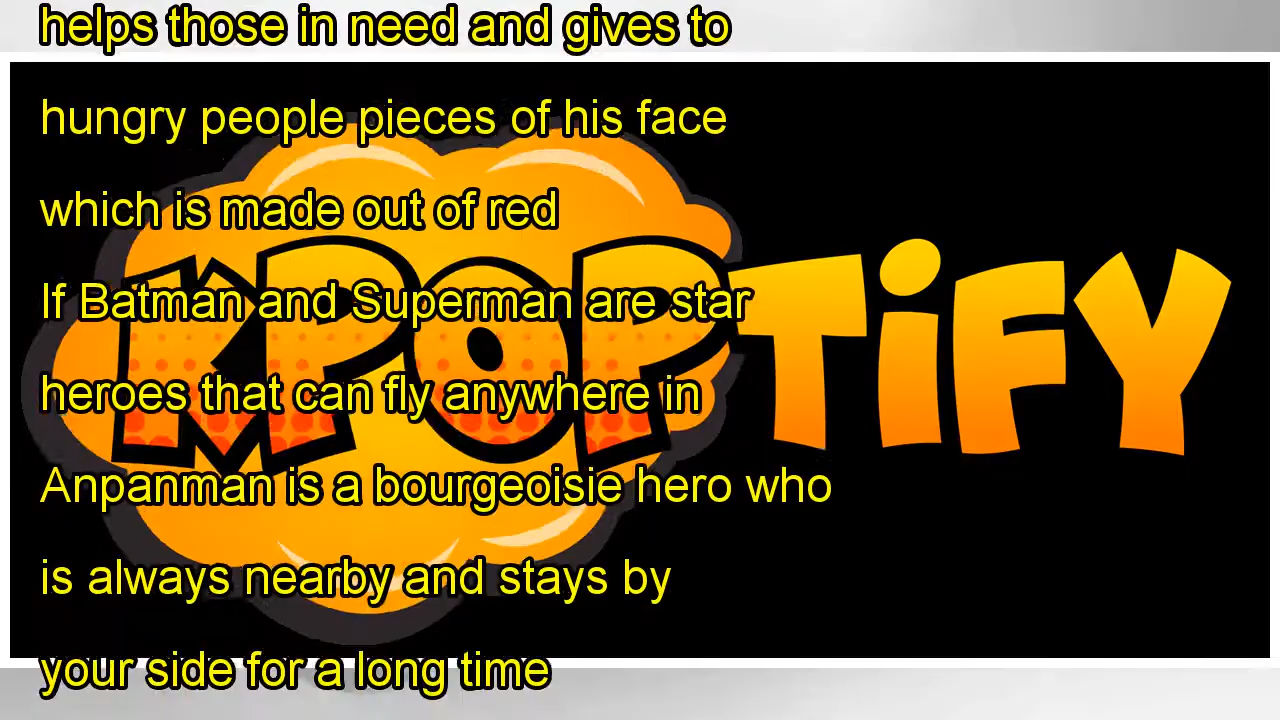 helps those in need and gives to
hungry people pieces of his face
which is made out of red
If Batman and Superman are star
heroes that can fly anywhere in
Anpanman is a bourgeoisie hero who
is always nearby and stays by
your side for a long time
KPOPTiFY